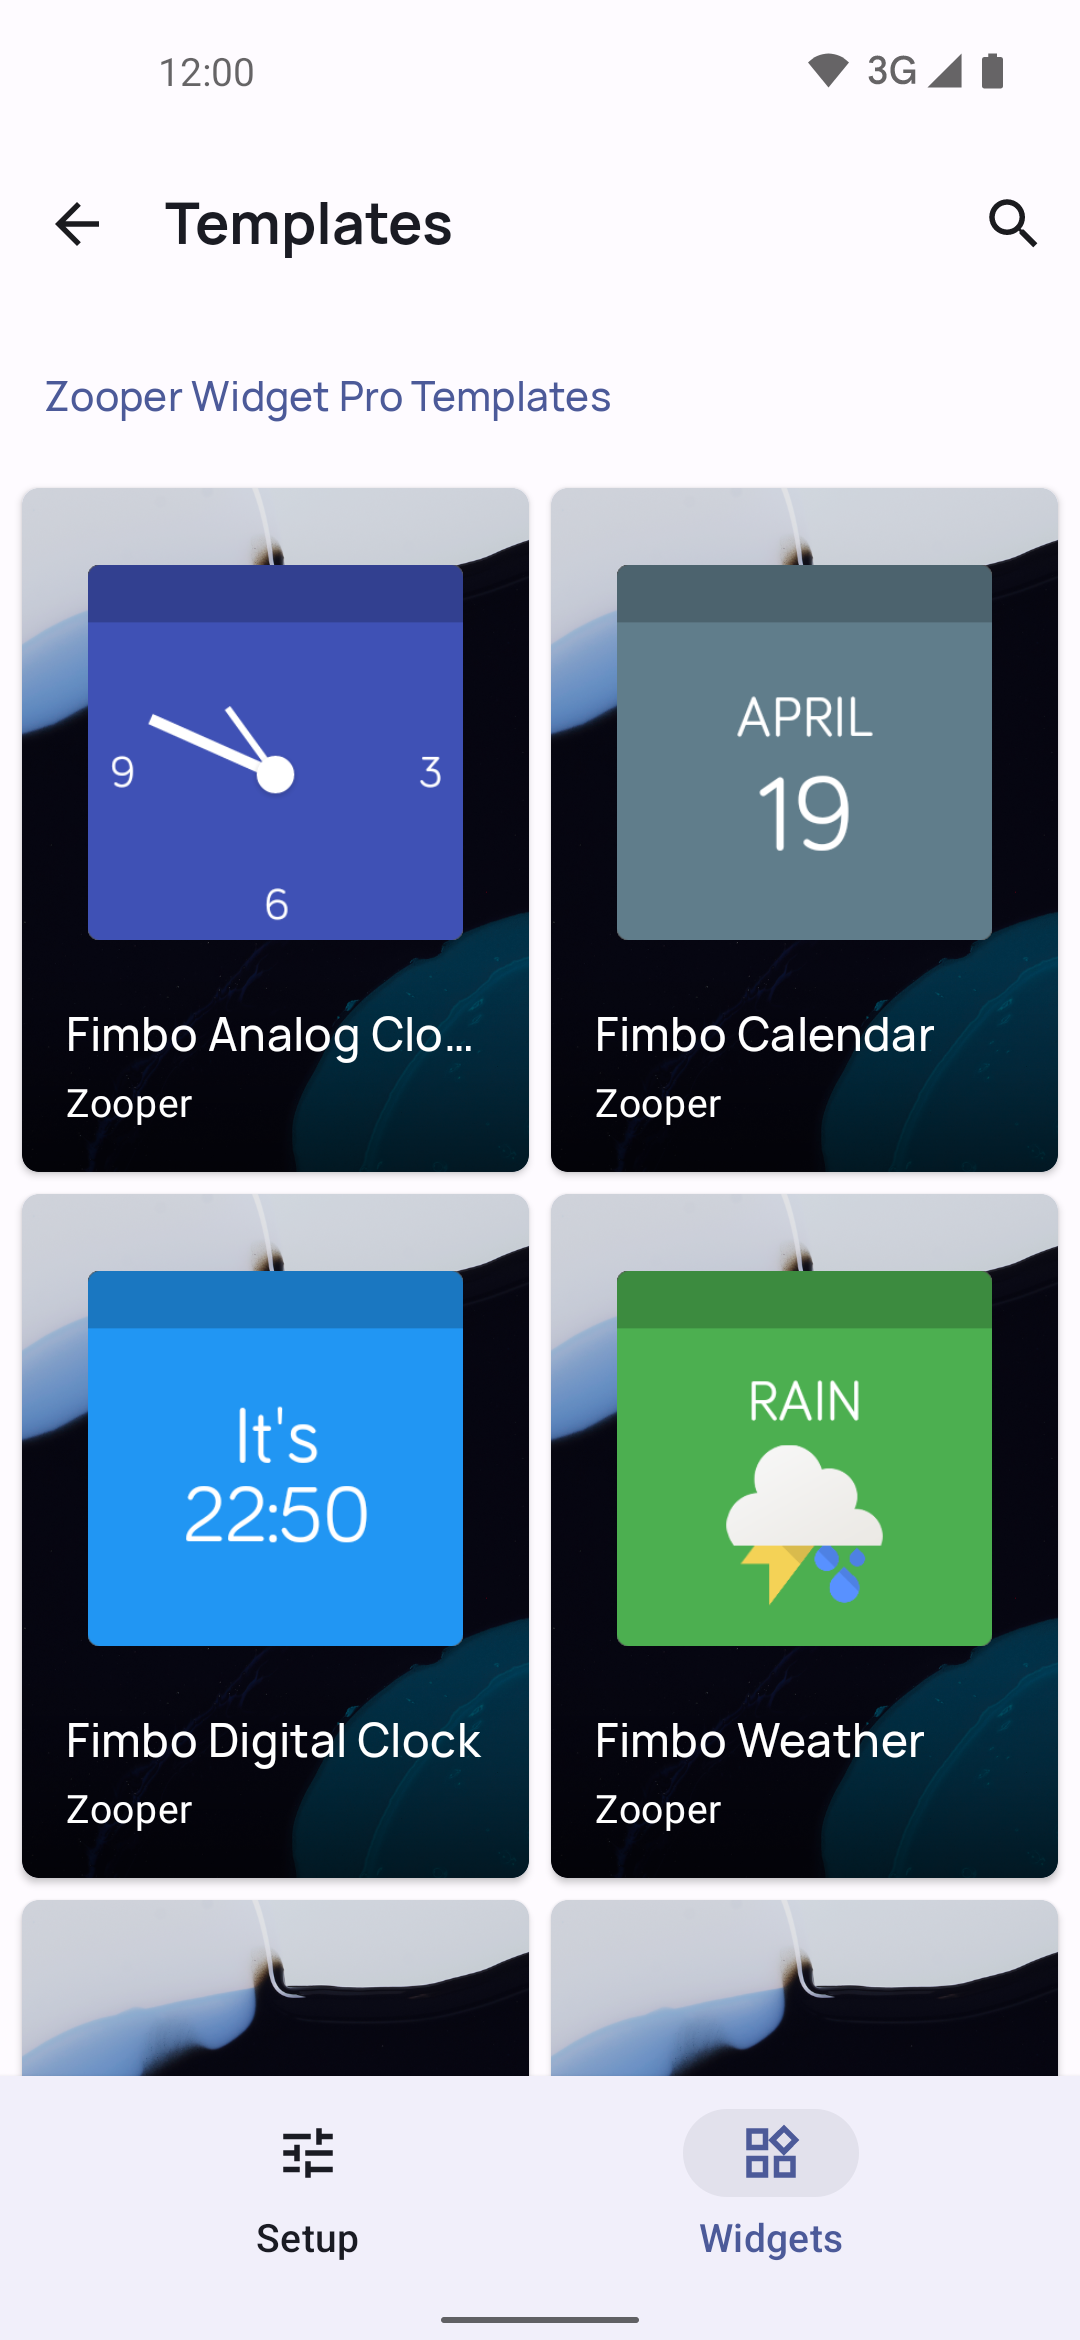 12:00
3G
Templates
Zooper Widget Pro Templates
9
3
6
Fimbo Analog Clo...
Zooper
APRIL
19
Fimbo Calendar
Zooper
It's
22:50
Fimbo Digital Clock
Zooper
RAIN
Fimbo Weather
Zooper
Setup
Widgets